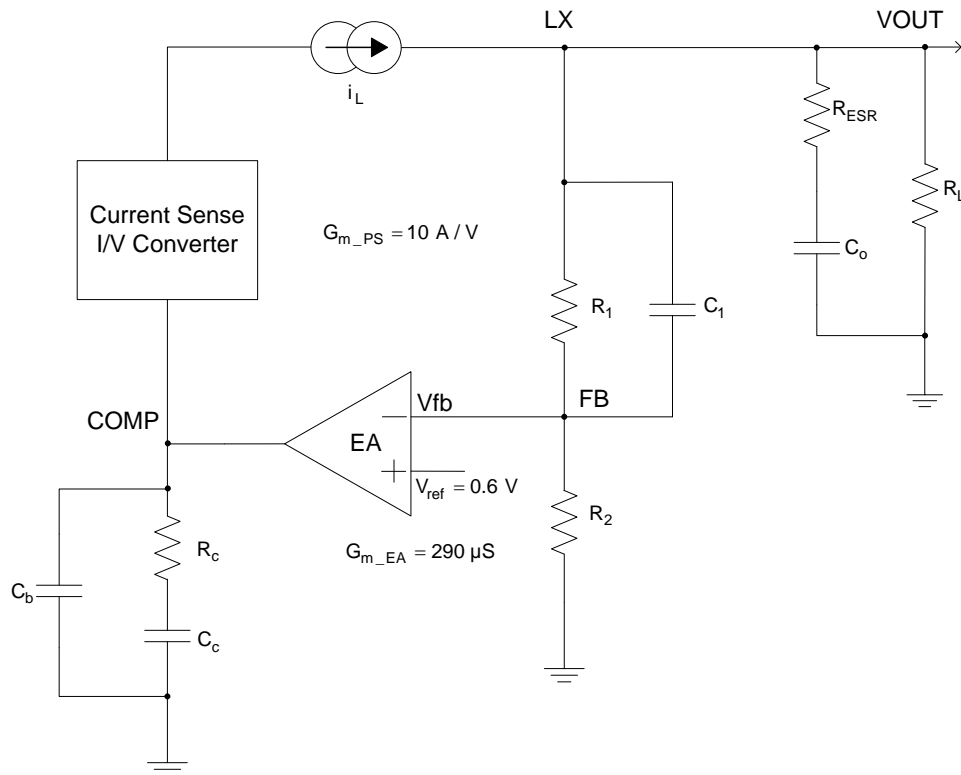 LX
VOUT
i_L
R_ESR
R_L
Current Sense
I/V Converter
G_m_PS = 10 A / V
C_o
R_1
C_1
COMP
Vfb
FB
EA
V_ref = 0.6 V
R_2
G_m_EA = 290 µS
R_c
C_b
C_c